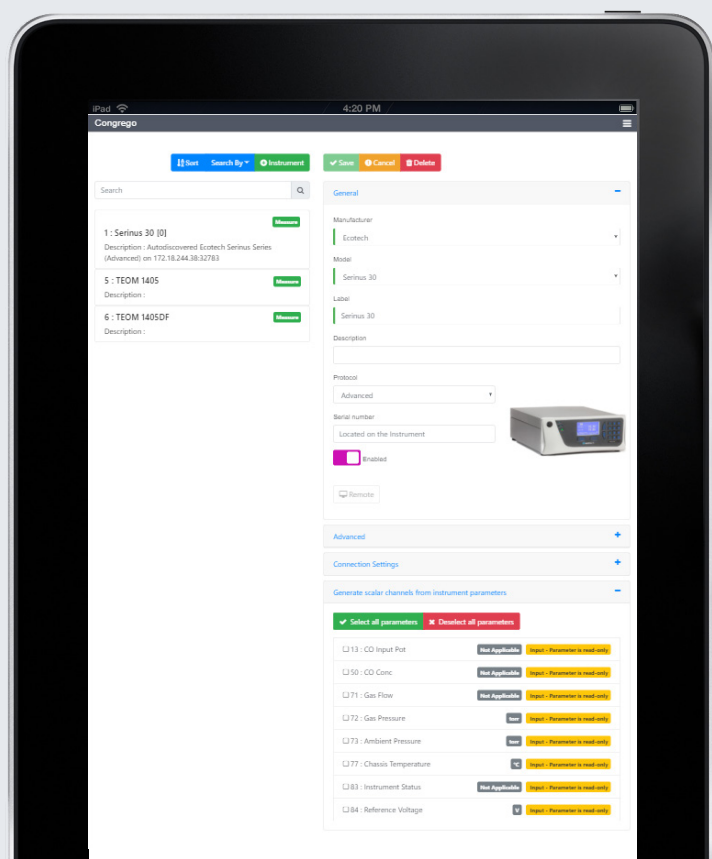 iPad
4:20 PM
Congrego
Sort Search By Instrument
Save Cancel Delete
Search
1 : Serinus 30 [0]
Measure
Description : Autodiscovered Ecotech Serinus Series
(Advanced) on 172.18.244.38:32783
5 : TEOM 1405
Measure
Description :
6 : TEOM 1405DF
Measure
Description :
General
Manufacturer
Ecotech
Model
Serinus 30
Label
Serinus 30
Description
Protocol
Advanced
Serial number
Located on the Instrument
Enabled
Remote
Advanced
Connection Settings
Generate scalar channels from instrument parameters
Select all parameters Deselect all parameters
13 : CO Input Pot Not Applicable Input - Parameter is read-only
50 : CO Conc Not Applicable Input - Parameter is read-only
71 : Gas Flow Not Applicable Input - Parameter is read-only
72 : Gas Pressure torr Input - Parameter is read-only
73 : Ambient Pressure torr Input - Parameter is read-only
77 : Chassis Temperature °C Input - Parameter is read-only
83 : Instrument Status Not Applicable Input - Parameter is read-only
84 : Reference Voltage V Input - Parameter is read-only